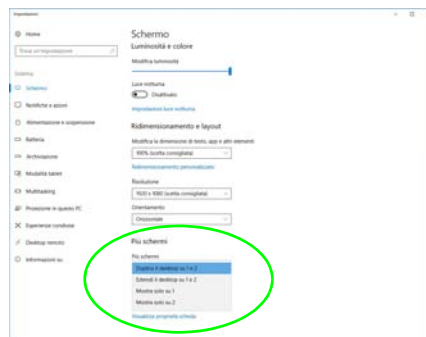 Impostazioni
Home
Trova un'impostazione
Sistema
Schermo
Notifiche e azioni
Alimentazione e sospensione
Batteria
Archiviazione
Modalità tablet
Multitasking
Proiezione in questo PC
Esperienze condivise
Desktop remoto
Informazioni su
Schermo
Luminosità e colore
Modifica luminosità
Luce notturna
Disattivato
Impostazioni luce notturna
Ridimensionamento e layout
Modifica la dimensione di testo, app e altri elementi
100% (scelta consigliata)
Ridimensionamento personalizzato
Risoluzione
1920 x 1080 (scelta consigliata)
Orientamento
Orizzontale
Più schermi
Più schermi
Duplica il desktop su 1 e 2
Estendi il desktop su 1 e 2
Mostra solo su 1
Mostra solo su 2
Visualizza proprietà scheda